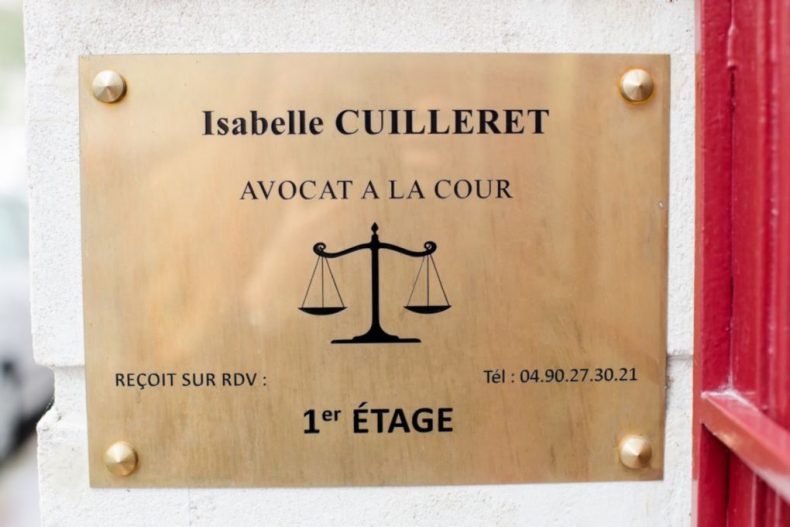 Isabelle CUILLERET
AVOCAT A LA COUR
REÇOIT SUR RDV : Tél : 04.90.27.30.21
1er ÉTAGE